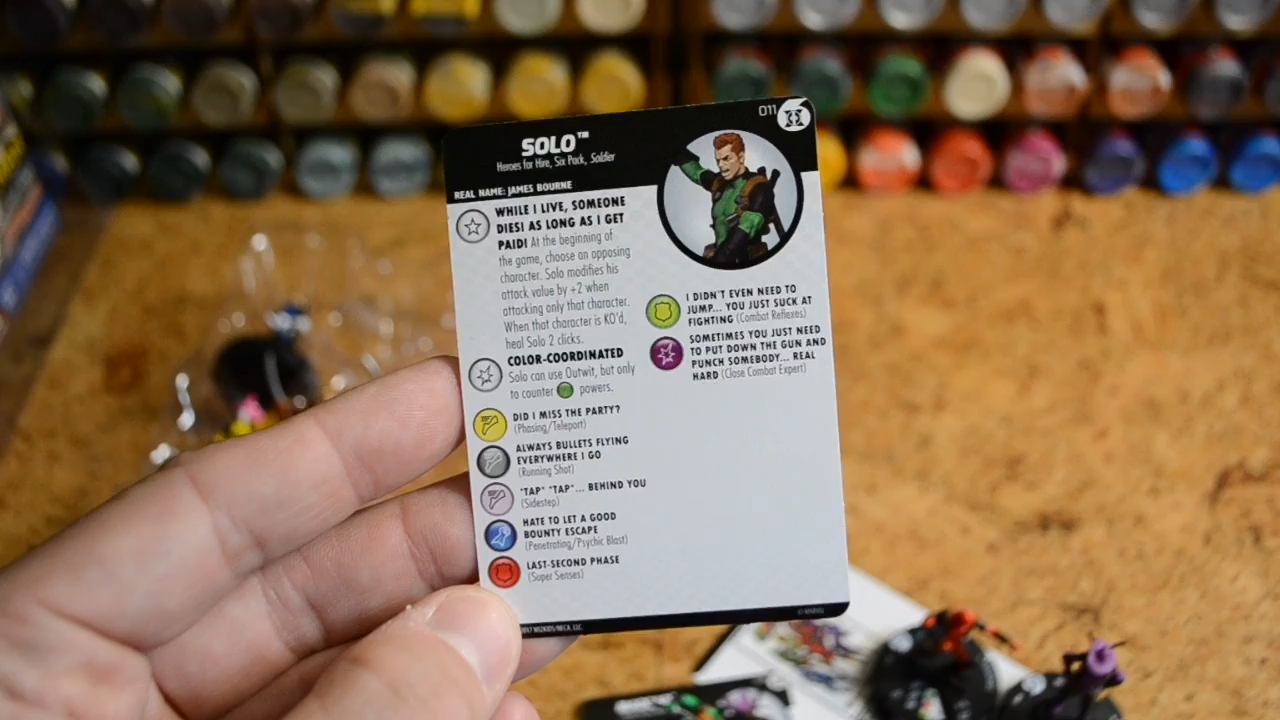 SOLO™
011
Heroes for Hire, Six Pack, Soldier
REAL NAME: JAMES BOURNE
WHILE I LIVE, SOMEONE
DIES! AS LONG AS I GET
PAID! At the beginning of
the game, choose an opposing
character. Solo modifies his
attack value by +2 when
attacking only that character.
When that character is KO'd,
heal Solo 2 clicks.
COLOR-COORDINATED
Solo can use Outwit, but only
to counter powers.
DID I MISS THE PARTY?
(Phasing/Teleport)
ALWAYS BULLETS FLYING
EVERYWHERE I GO
(Running Shot)
*TAP* *TAP*... BEHIND YOU
(Sidestep)
HATE TO LET A GOOD
BOUNTY ESCAPE
(Penetrating/Psychic Blast)
LAST-SECOND PHASE
(Super Senses)
I DIDN'T EVEN NEED TO
JUMP... YOU JUST SUCK AT
FIGHTING (Combat Reflexes)
SOMETIMES YOU JUST NEED
TO PUT DOWN THE GUN AND
PUNCH SOMEBODY... REAL
HARD (Close Combat Expert)
2017 WIZKIDS/NECA, LLC.
© MARVEL